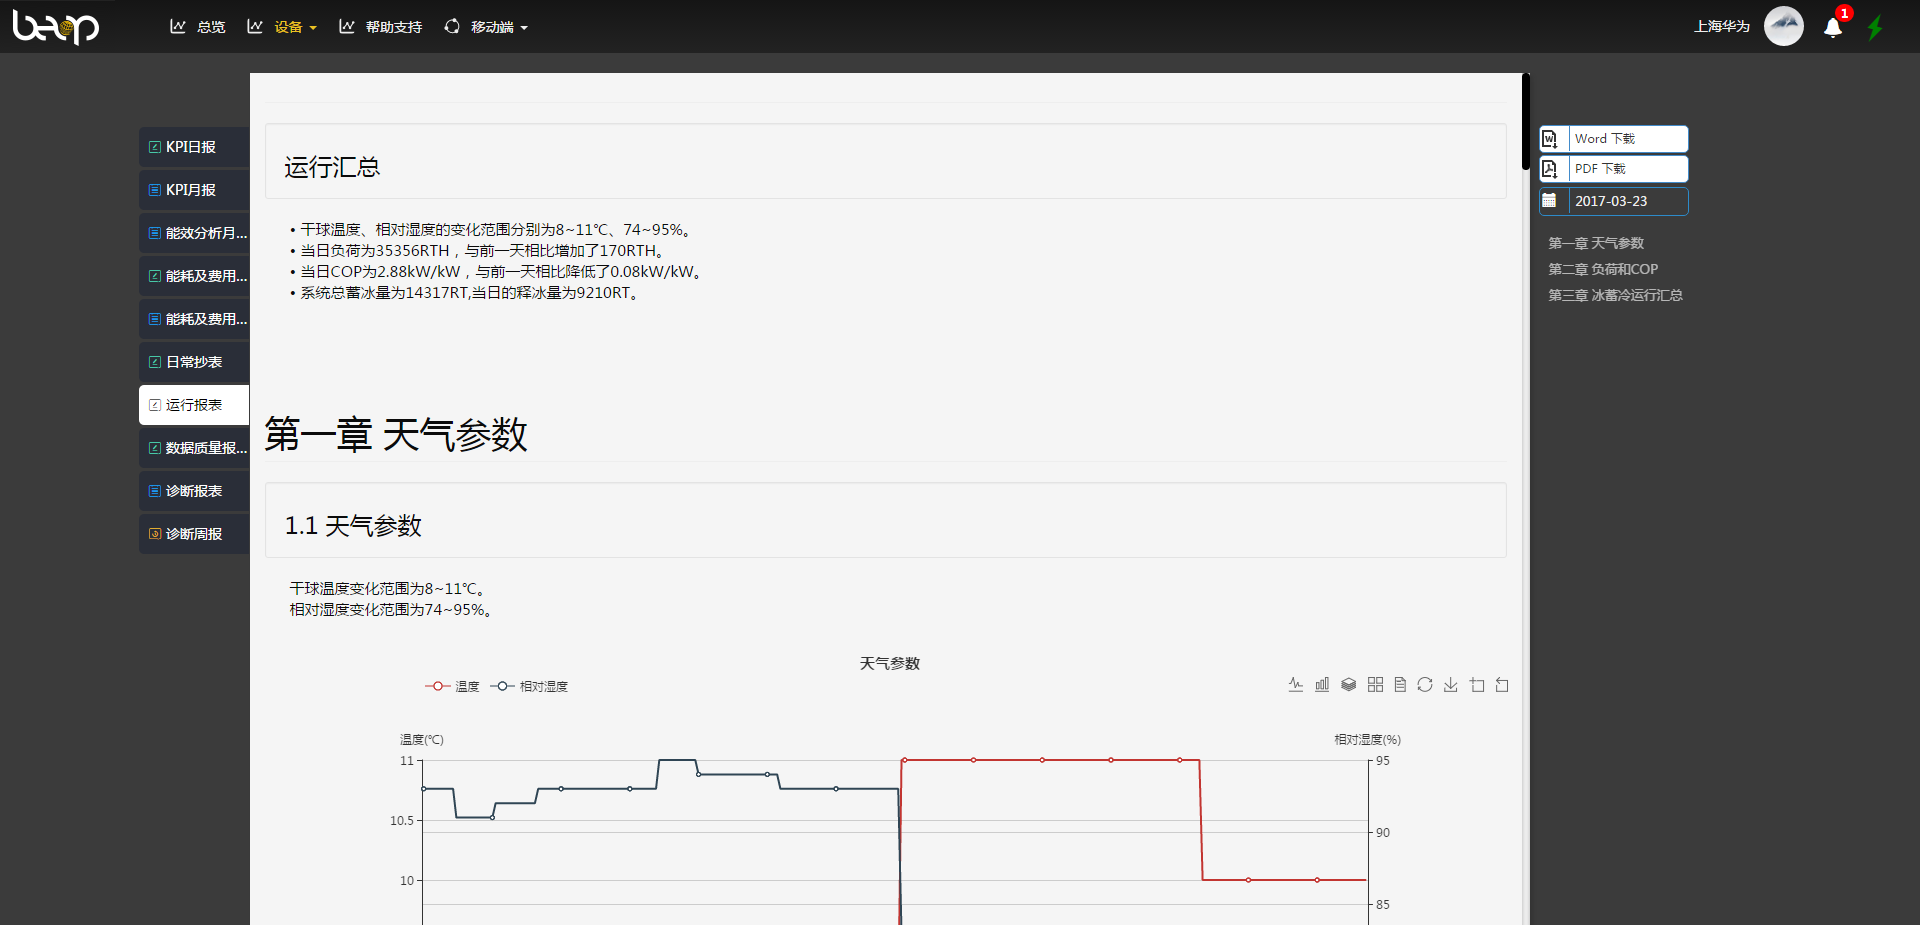 beop
总览
设备
帮助支持
移动端
上海华为
1
KPI日报
KPI月报
能效分析月...
能耗及费用...
能耗及费用...
日常抄表
运行报表
数据质量报...
诊断报表
诊断周报
运行汇总
• 干球温度、相对湿度的变化范围分别为8~11℃、74~95%。
• 当日负荷为35356RTH，与前一天相比增加了170RTH。
• 当日COP为2.88kW/kW，与前一天相比降低了0.08kW/kW。
• 系统总蓄冰量为14317RT,当日的释冰量为9210RT。
第一章 天气参数
1.1 天气参数
干球温度变化范围为8~11℃。
相对湿度变化范围为74~95%。
天气参数
温度
相对湿度
温度(℃)
相对湿度(%)
11
95
10.5
90
10
85
Word 下载
PDF 下载
2017-03-23
第一章 天气参数
第二章 负荷和COP
第三章 冰蓄冷运行汇总